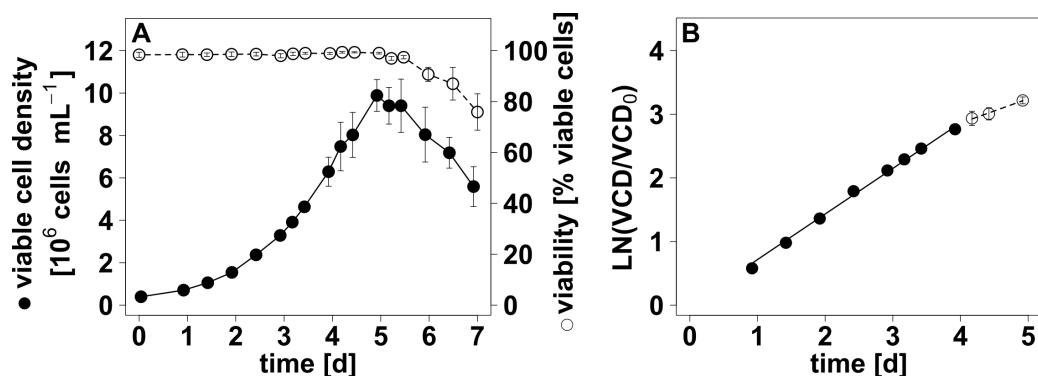 A
● viable cell density
[10⁶ cells mL⁻¹]
12
10
8
6
4
2
0
0 1 2 3 4 5 6 7
time [d]
100
80
60
40
20
0
○ viability [% viable cells]
B
LN(VCD/VCD₀)
4
3
2
1
0
0 1 2 3 4 5
time [d]